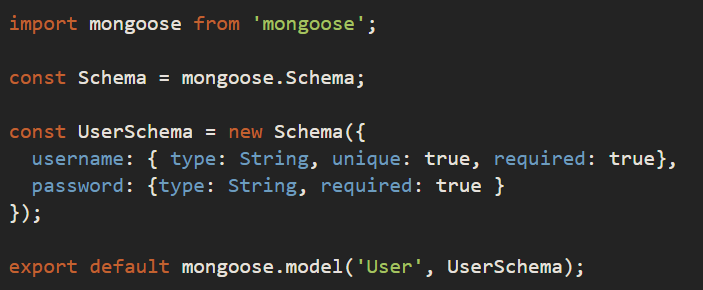 import mongoose from 'mongoose';
const Schema = mongoose.Schema;
const UserSchema = new Schema({
  username: { type: String, unique: true, required: true},
  password: {type: String, required: true }
});
export default mongoose.model('User', UserSchema);